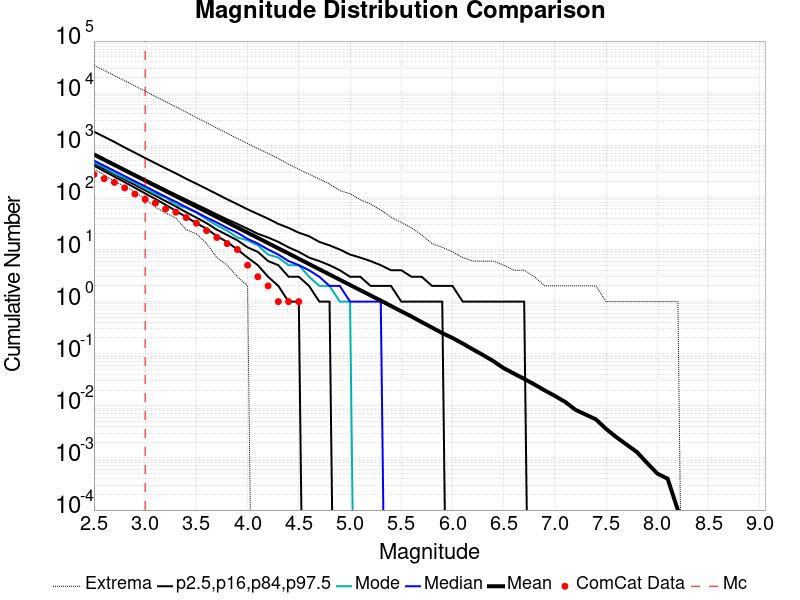 Magnitude Distribution Comparison
10^5
10^4
10^3
10^2
10^1
10^0
10^-1
10^-2
10^-3
10^-4
Cumulative Number
2.5 3.0 3.5 4.0 4.5 5.0 5.5 6.0 6.5 7.0 7.5 8.0 8.5 9.0
Magnitude
Extrema p2.5,p16,p84,p97.5 Mode Median Mean ComCat Data Mc